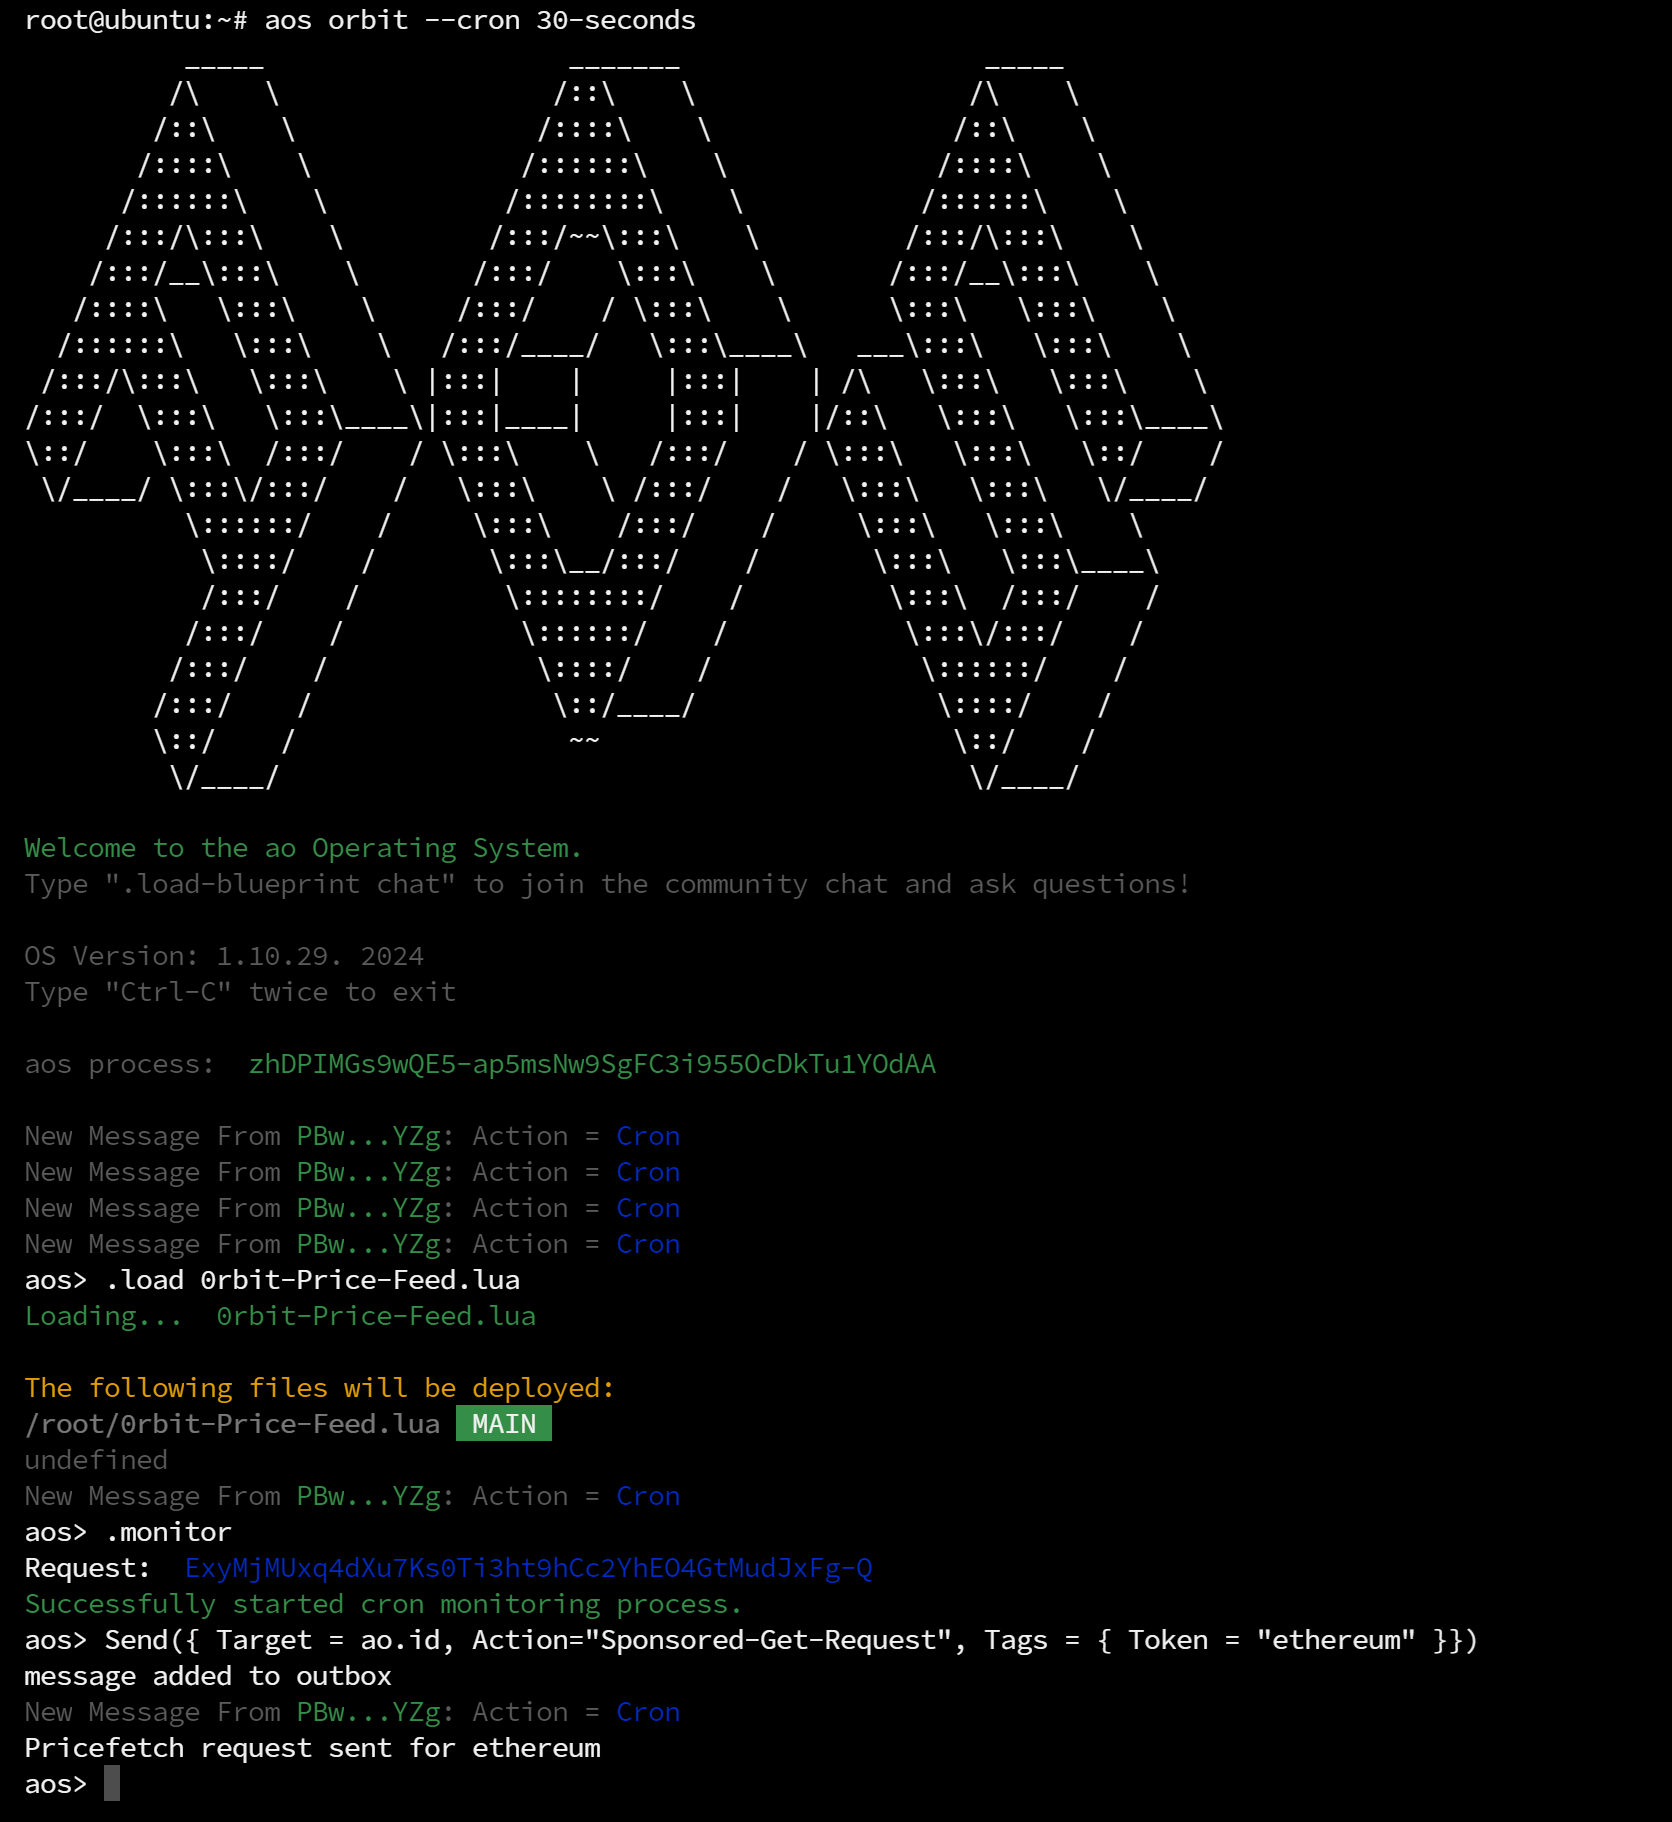 root@ubuntu:~# aos orbit --cron 30-seconds
Welcome to the ao Operating System.
Type ".load-blueprint chat" to join the community chat and ask questions!
OS Version: 1.10.29. 2024
Type "Ctrl-C" twice to exit
aos process:  zhDPIMGs9wQE5-ap5msNw9SgFC3i955OcDkTu1YOdAA
New Message From PBw...YZg: Action = Cron
New Message From PBw...YZg: Action = Cron
New Message From PBw...YZg: Action = Cron
New Message From PBw...YZg: Action = Cron
aos> .load 0rbit-Price-Feed.lua
Loading...  0rbit-Price-Feed.lua
The following files will be deployed:
/root/0rbit-Price-Feed.lua MAIN
undefined
New Message From PBw...YZg: Action = Cron
aos> .monitor
Request:  ExyMjMUxq4dXu7Ks0Ti3ht9hCc2YhEO4GtMudJxFg-Q
Successfully started cron monitoring process.
aos> Send({ Target = ao.id, Action="Sponsored-Get-Request", Tags = { Token = "ethereum" }})
message added to outbox
New Message From PBw...YZg: Action = Cron
Pricefetch request sent for ethereum
aos>